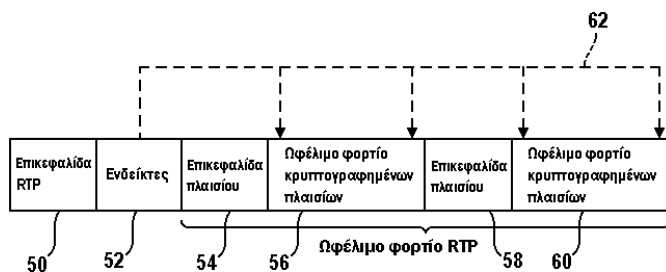 62
Επικεφαλίδα
RTP
Ενδείκτες
Επικεφαλίδα
πλαισίου
Ωφέλιμο φορτίο
κρυπτογραφημένων
πλαισίων
Επικεφαλίδα
πλαισίου
Ωφέλιμο φορτίο
κρυπτογραφημένων
πλαισίων
50
52
54
56
58
60
Ωφέλιμο φορτίο RTP